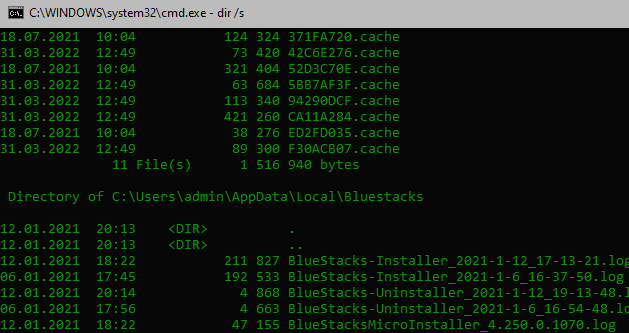 C:\WINDOWS\system32\cmd.exe - dir /s
18.07.2021 10:04 124 324 371FA720.cache
31.03.2022 12:49 73 420 42C6E276.cache
18.07.2021 10:04 321 404 52D3C70E.cache
31.03.2022 12:49 63 684 5BB7AF3F.cache
31.03.2022 12:49 113 340 94290DCF.cache
31.03.2022 12:49 421 260 CA11A284.cache
18.07.2021 10:04 38 276 ED2FD035.cache
31.03.2022 12:49 89 300 F30ACB07.cache
11 File(s) 1 516 940 bytes
Directory of C:\Users\admin\AppData\Local\Bluestacks
12.01.2021 20:13 <DIR> .
12.01.2021 20:13 <DIR> ..
12.01.2021 18:22 211 827 BlueStacks-Installer_2021-1-12_17-13-21.log
06.01.2021 17:45 192 533 BlueStacks-Installer_2021-1-6_16-37-50.log
12.01.2021 20:14 4 868 BlueStacks-Uninstaller_2021-1-12_19-13-48.lo
06.01.2021 17:56 4 663 BlueStacks-Uninstaller_2021-1-6_16-54-48.lo
12.01.2021 18:22 47 155 BlueStacksMicroInstaller_4.250.0.1070.log